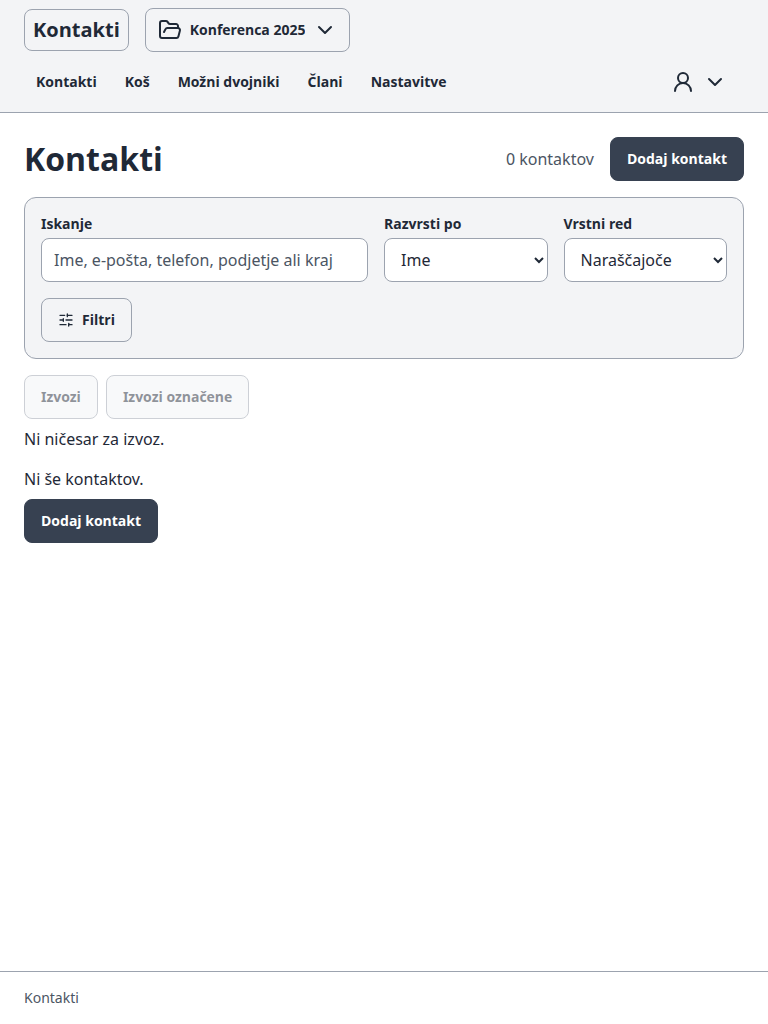 Kontakti
Konferenca 2025
Kontakti
Koš
Možni dvojniki
Člani
Nastavitve
Kontakti
0 kontaktov
Dodaj kontakt
Iskanje
Razvrsti po
Vrstni red
Ime, e-pošta, telefon, podjetje ali kraj
Ime
Naraščajoče
Filtri
Izvozi
Izvozi označene
Ni ničesar za izvoz.
Ni še kontaktov.
Dodaj kontakt
Kontakti